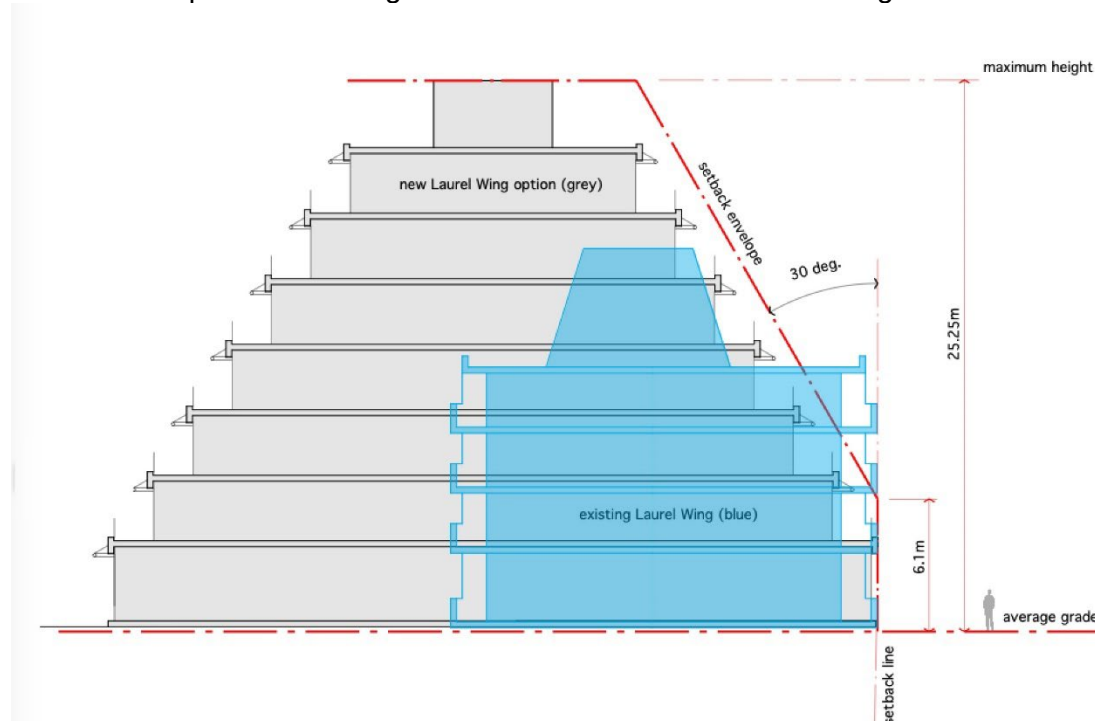 maximum height
new Laurel Wing option (grey)
setback envelope
30 deg.
25.25m
existing Laurel Wing (blue)
6.1m
average grade
setback line